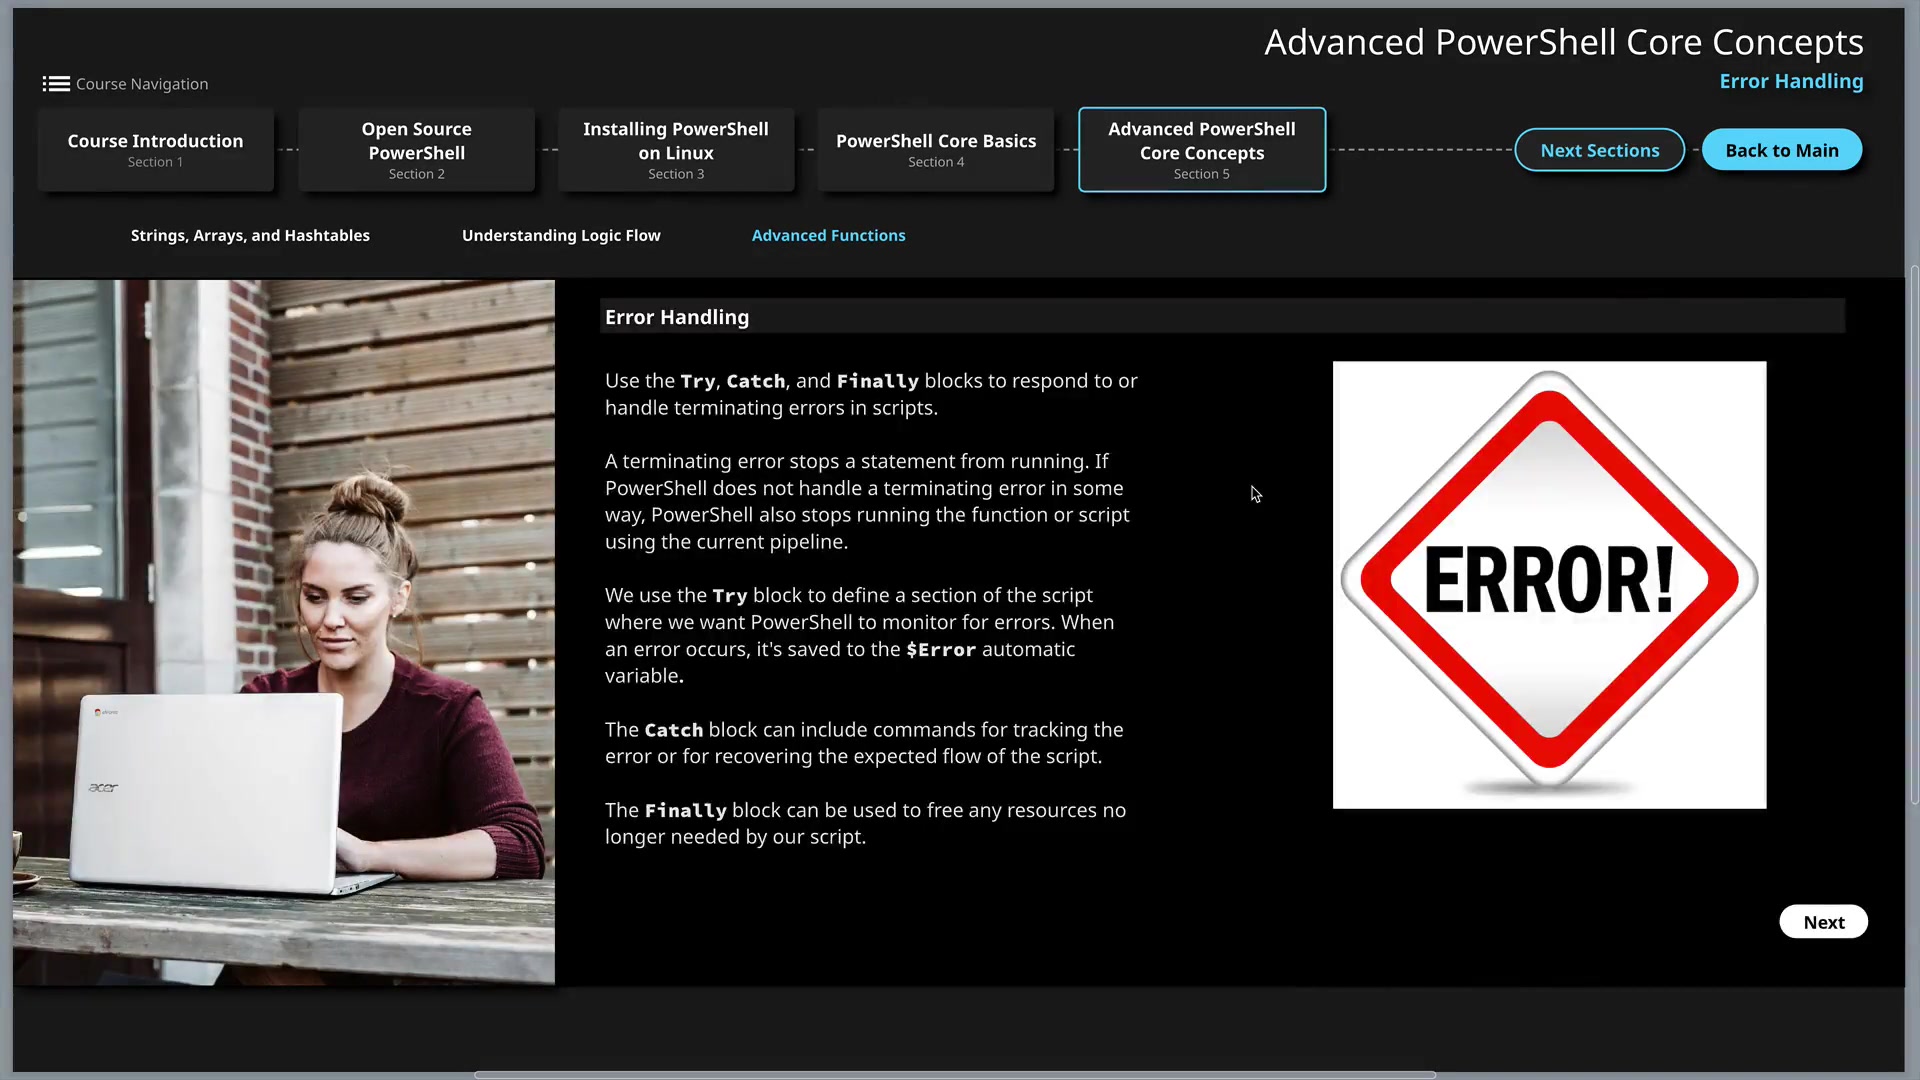 Advanced PowerShell Core Concepts
Error Handling
Course Navigation
Course Introduction
Section 1
Open Source
PowerShell
Section 2
Installing PowerShell
on Linux
Section 3
PowerShell Core Basics
Section 4
Advanced PowerShell
Core Concepts
Section 5
Next Sections
Back to Main
Strings, Arrays, and Hashtables
Understanding Logic Flow
Advanced Functions
Error Handling
Use the Try, Catch, and Finally blocks to respond to or
handle terminating errors in scripts.
A terminating error stops a statement from running. If
PowerShell does not handle a terminating error in some
way, PowerShell also stops running the function or script
using the current pipeline.
We use the Try block to define a section of the script
where we want PowerShell to monitor for errors. When
an error occurs, it's saved to the $Error automatic
variable.
The Catch block can include commands for tracking the
error or for recovering the expected flow of the script.
The Finally block can be used to free any resources no
longer needed by our script.
ERROR!
acer
Next